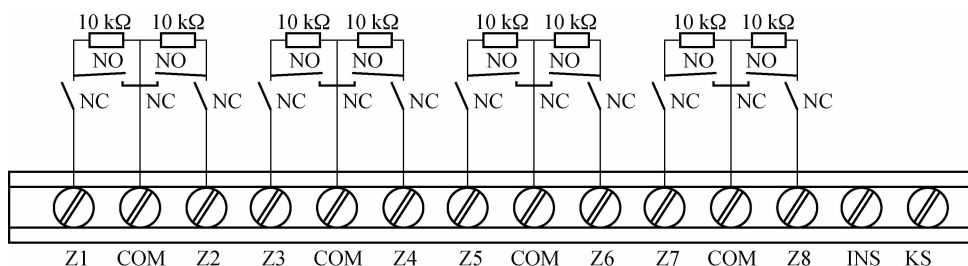 10 kΩ 10 kΩ 10 kΩ 10 kΩ 10 kΩ 10 kΩ 10 kΩ 10 kΩ
NO NO NO NO NO NO NO NO
NC NC NC NC NC NC NC NC NC NC NC NC
Z1 COM Z2 Z3 COM Z4 Z5 COM Z6 Z7 COM Z8 INS KS